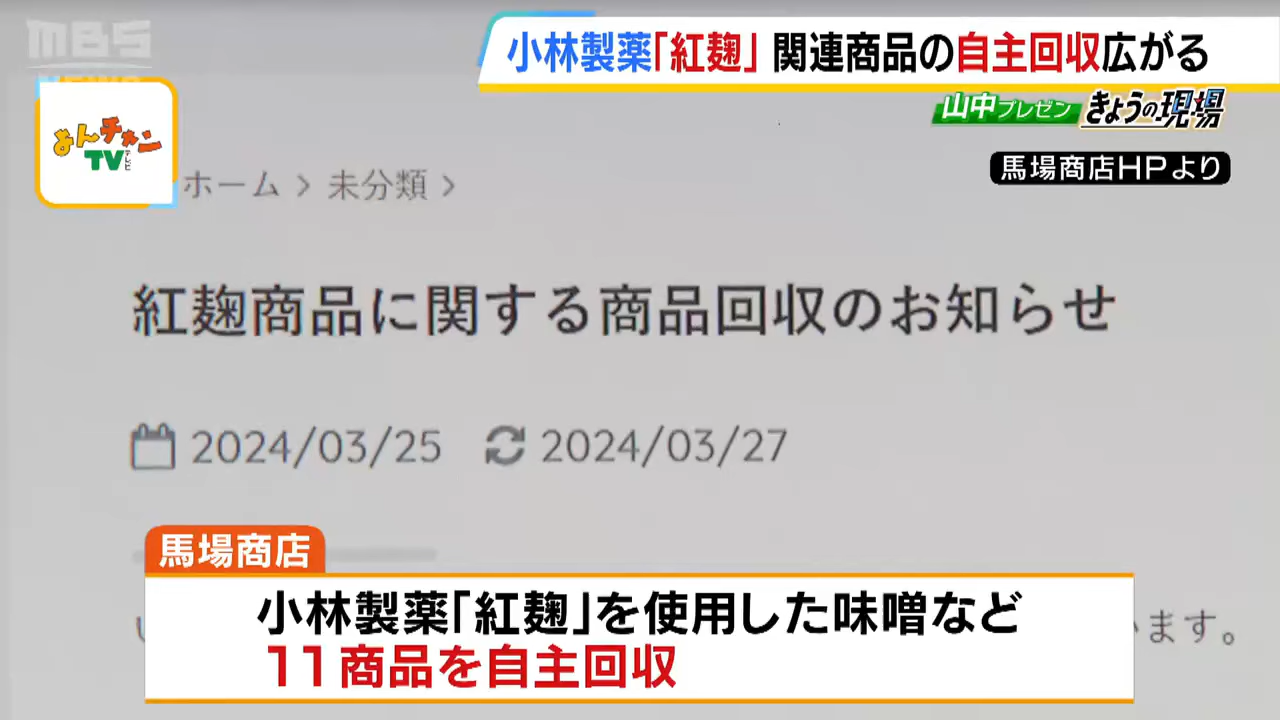 MBS
NEWS
小林製薬「紅麹」 関連商品の自主回収広がる
山中プレゼン きょうの現場
よんチャンTV
テレビ
馬場商店HPより
ホーム > 未分類 >
紅麹商品に関する商品回収のお知らせ
2024/03/25 2024/03/27
馬場商店
小林製薬「紅麹」を使用した味噌など
11商品を自主回収
います。